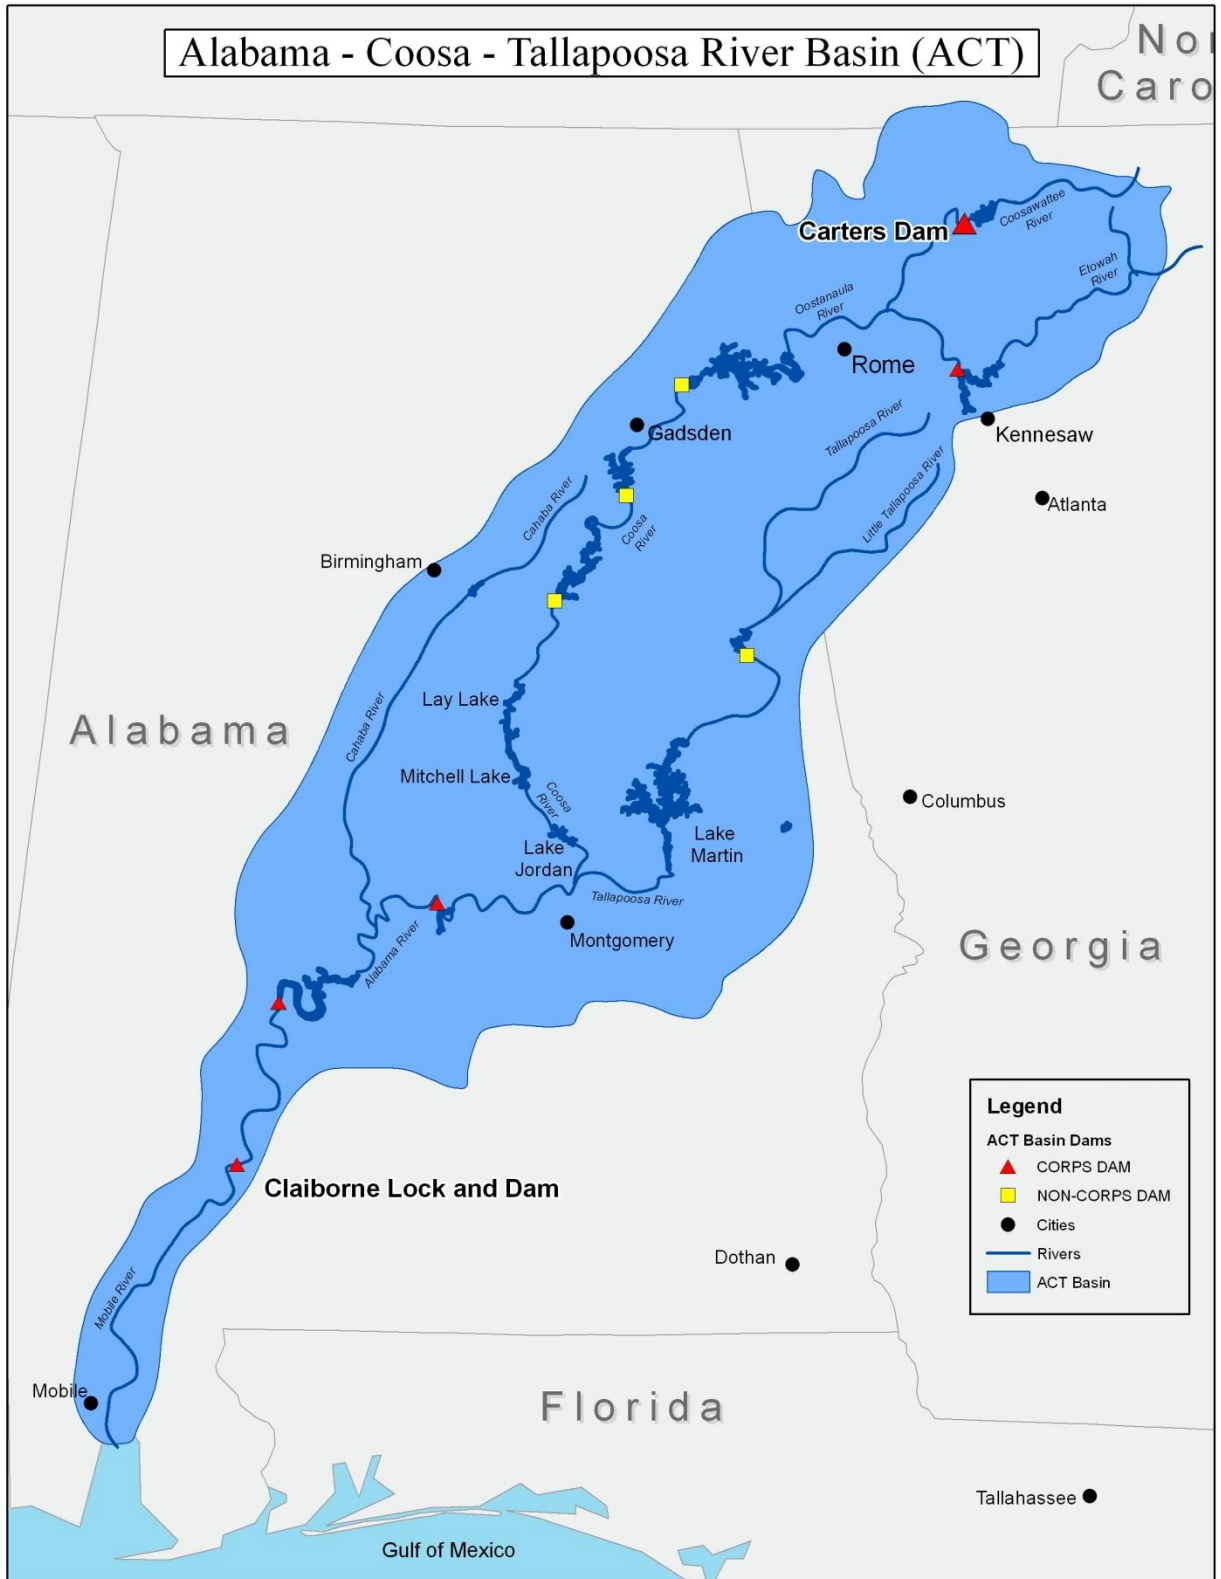 Alabama - Coosa - Tallapoosa River Basin (ACT)
Nor
Caro
Coosawattee
River
Carters Dam
Etowah
River
Oostanaula
River
Rome
Tallapoosa River
Kennesaw
Gadsden
Little Tallapoosa River
Cahaba River
Atlanta
Coosa
River
Birmingham
Lay Lake
Cahaba River
Alabama
Mitchell Lake
Coosa
River
Columbus
Lake
Martin
Lake
Jordan
Tallapoosa River
Montgomery
Alabama River
Georgia
Legend
ACT Basin Dams
CORPS DAM
NON-CORPS DAM
Cities
Rivers
ACT Basin
Claiborne Lock and Dam
Dothan
Mobile River
Mobile
Florida
Tallahassee
Gulf of Mexico